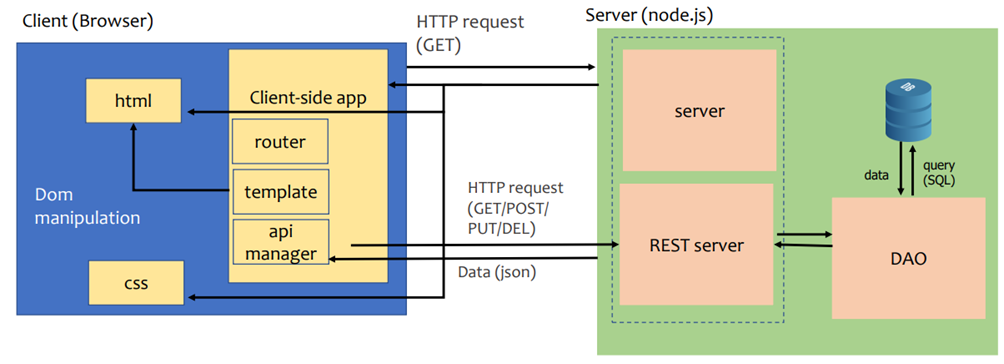 Client (Browser)
HTTP request
(GET)
Server (node.js)
html
Client-side app
router
template
api
manager
Dom
manipulation
css
HTTP request
(GET/POST/
PUT/DEL)
Data (json)
server
REST server
DB
data
query
(SQL)
DAO